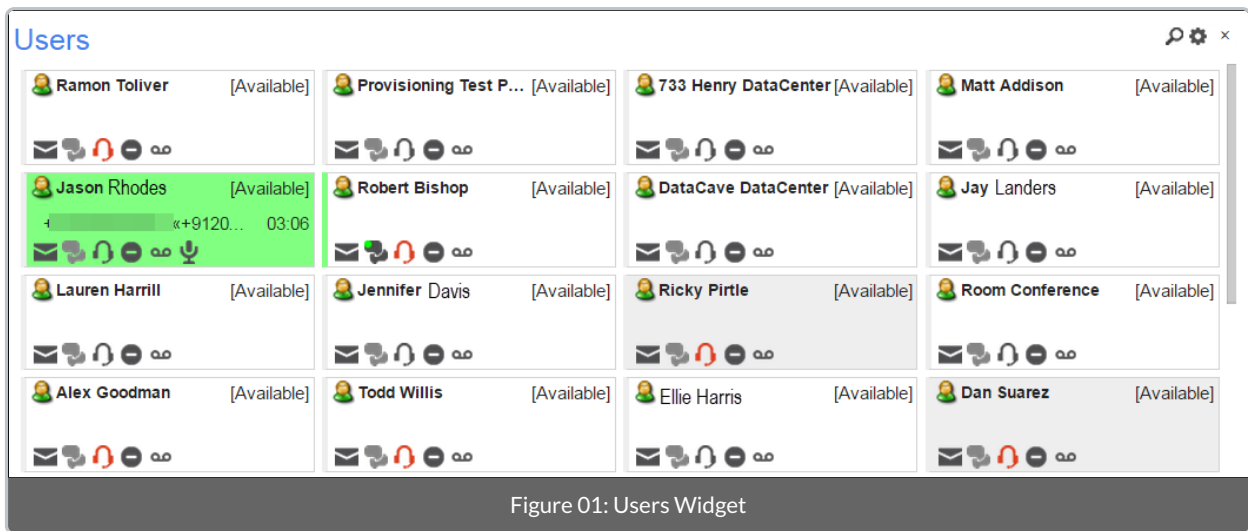 Users
Ramon Toliver [Available] Provisioning Test P... [Available] 733 Henry DataCenter [Available] Matt Addison [Available]
Jason Rhodes [Available] Robert Bishop [Available] DataCave DataCenter [Available] Jay Landers [Available]
+ «+9120... 03:06
Lauren Harrill [Available] Jennifer Davis [Available] Ricky Pirtle [Available] Room Conference [Available]
Alex Goodman [Available] Todd Willis [Available] Ellie Harris [Available] Dan Suarez [Available]
Figure 01: Users Widget